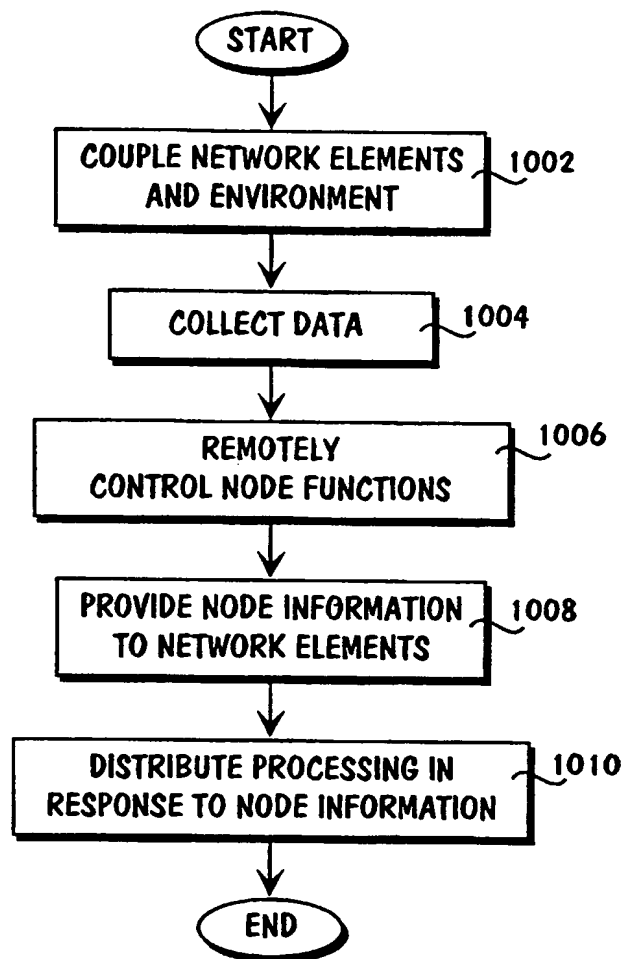 START
COUPLE NETWORK ELEMENTS
AND ENVIRONMENT
1002
COLLECT DATA
1004
REMOTELY
CONTROL NODE FUNCTIONS
1006
PROVIDE NODE INFORMATION
TO NETWORK ELEMENTS
1008
DISTRIBUTE PROCESSING IN
RESPONSE TO NODE INFORMATION
1010
END